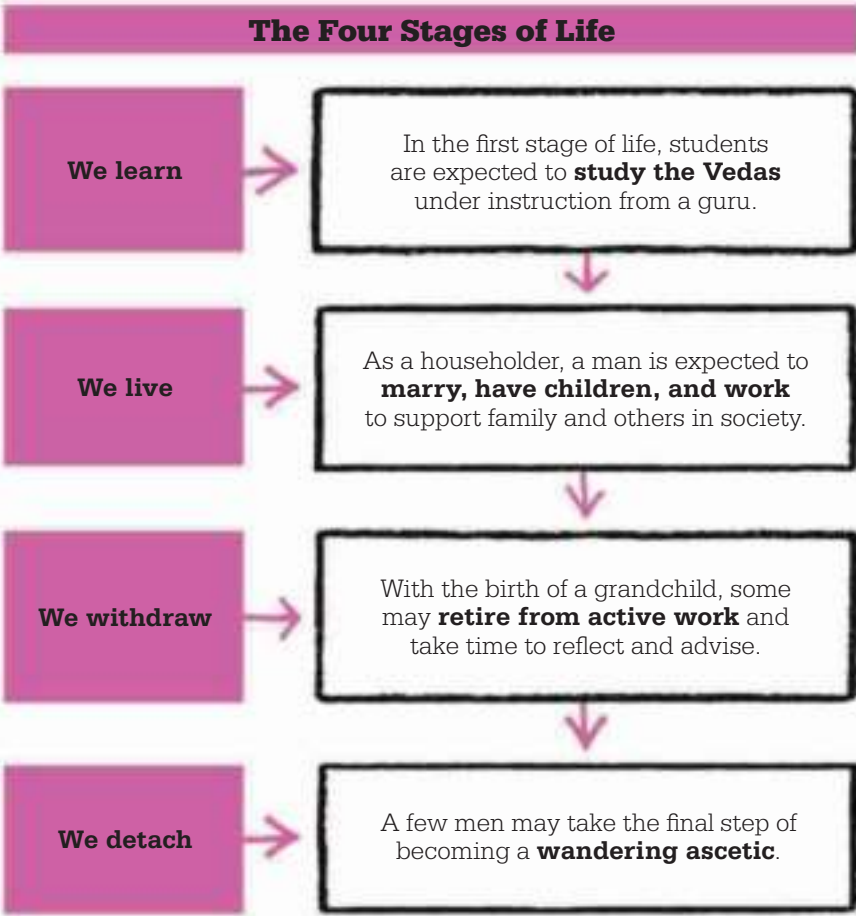 The Four Stages of Life
We learn
In the first stage of life, students
are expected to study the Vedas
under instruction from a guru.
We live
As a householder, a man is expected to
marry, have children, and work
to support family and others in society.
We withdraw
With the birth of a grandchild, some
may retire from active work and
take time to reflect and advise.
We detach
A few men may take the final step of
becoming a wandering ascetic.